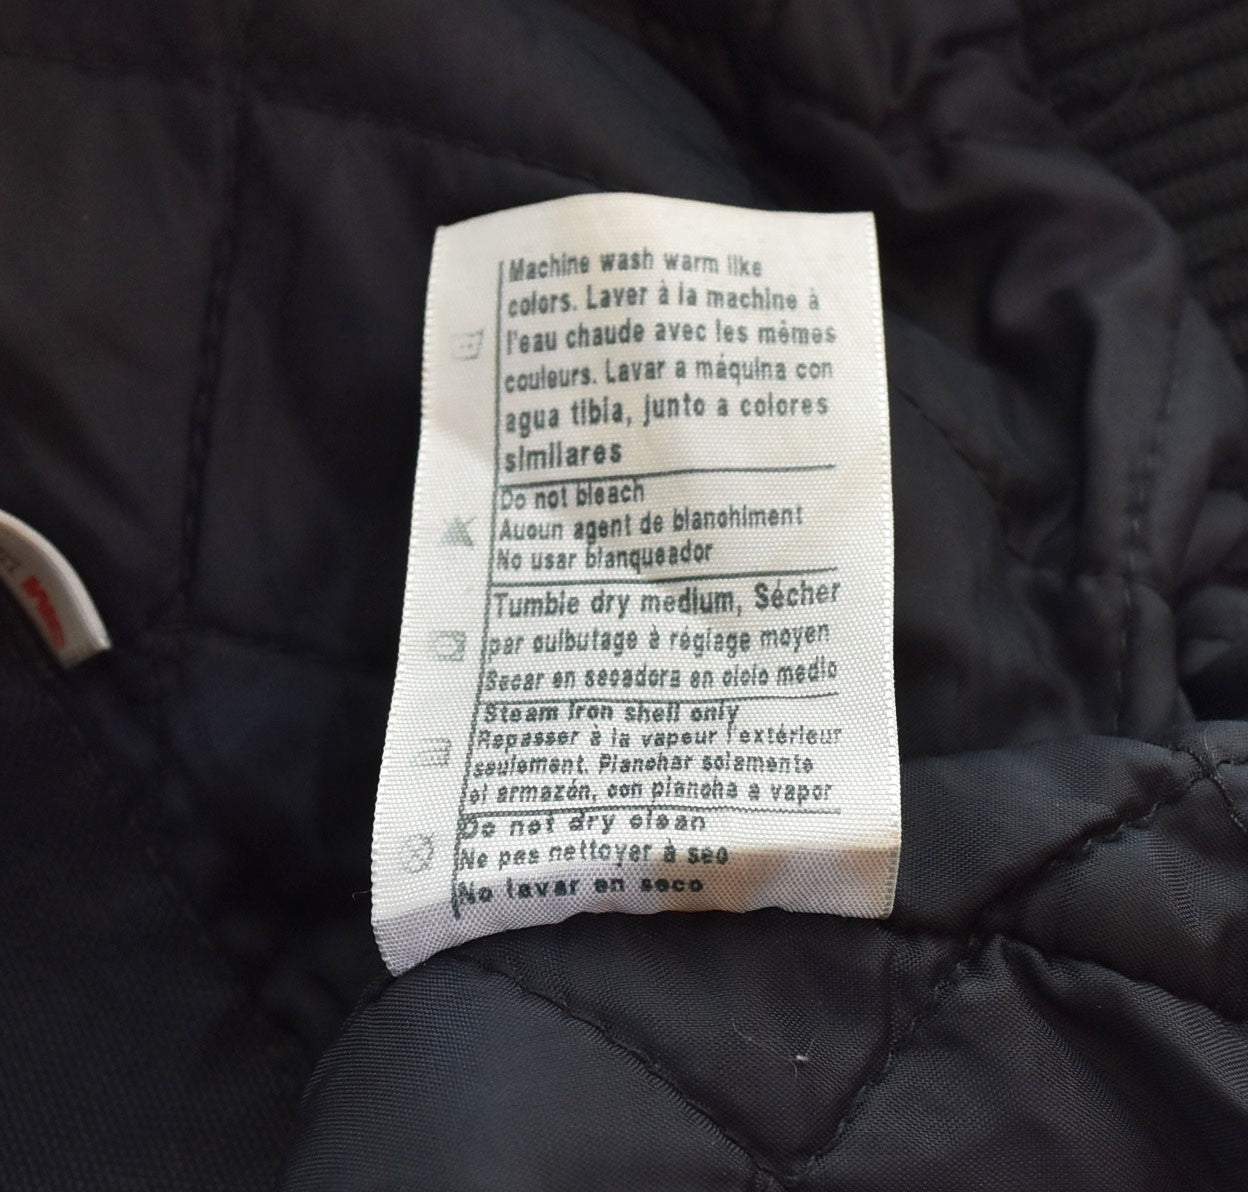 Machine wash warm like
colors. Laver à la machine à
l'eau chaude avec les mêmes
couleurs. Lavar a máquina con
agua tibia, junto a colores
similares
Do not bleach
Aucun agent de blanchiment
No usar blanqueador
Tumble dry medium, Sécher
par culbutage à réglage moyen
Secar en secadora en ciclo medio
Steam iron shell only
Repasser à la vapeur l'extérieur
seulement. Planchar solamente
el armazón, con plancha a vapor
Do not dry clean
Ne pas nettoyer à sec
No lavar en seco